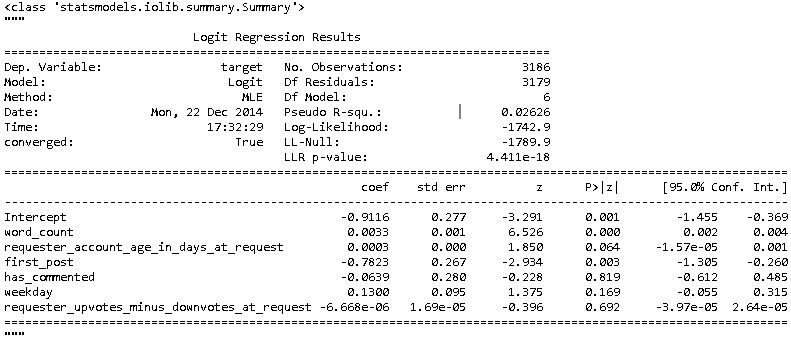 <class 'statsmodels.iolib.summary.Summary'>
"""
                           Logit Regression Results
==============================================================================
Dep. Variable:                 target   No. Observations:                 3186
Model:                          Logit   Df Residuals:                     3179
Method:                           MLE   Df Model:                            6
Date:                Mon, 22 Dec 2014   Pseudo R-squ.:                 0.02626
Time:                        17:32:29   Log-Likelihood:                -1742.9
converged:                       True   LL-Null:                       -1789.9
                                        LLR p-value:                 4.411e-18
==============================================================================
coef    std err          z      P>|z|      [95.0% Conf. Int.]
------------------------------------------------------------------------------
Intercept -0.9116 0.277 -3.291 0.001 -1.455 -0.369
word_count 0.0033 0.001 6.526 0.000 0.002 0.004
requester_account_age_in_days_at_request 0.0003 0.000 1.850 0.064 -1.57e-05 0.001
first_post -0.7823 0.267 -2.934 0.003 -1.305 -0.260
has_commented -0.0639 0.280 -0.228 0.819 -0.612 0.485
weekday 0.1300 0.095 1.375 0.169 -0.055 0.315
requester_upvotes_minus_downvotes_at_request -6.668e-06 1.69e-05 -0.396 0.692 -3.97e-05 2.64e-05
==============================================================================
"""